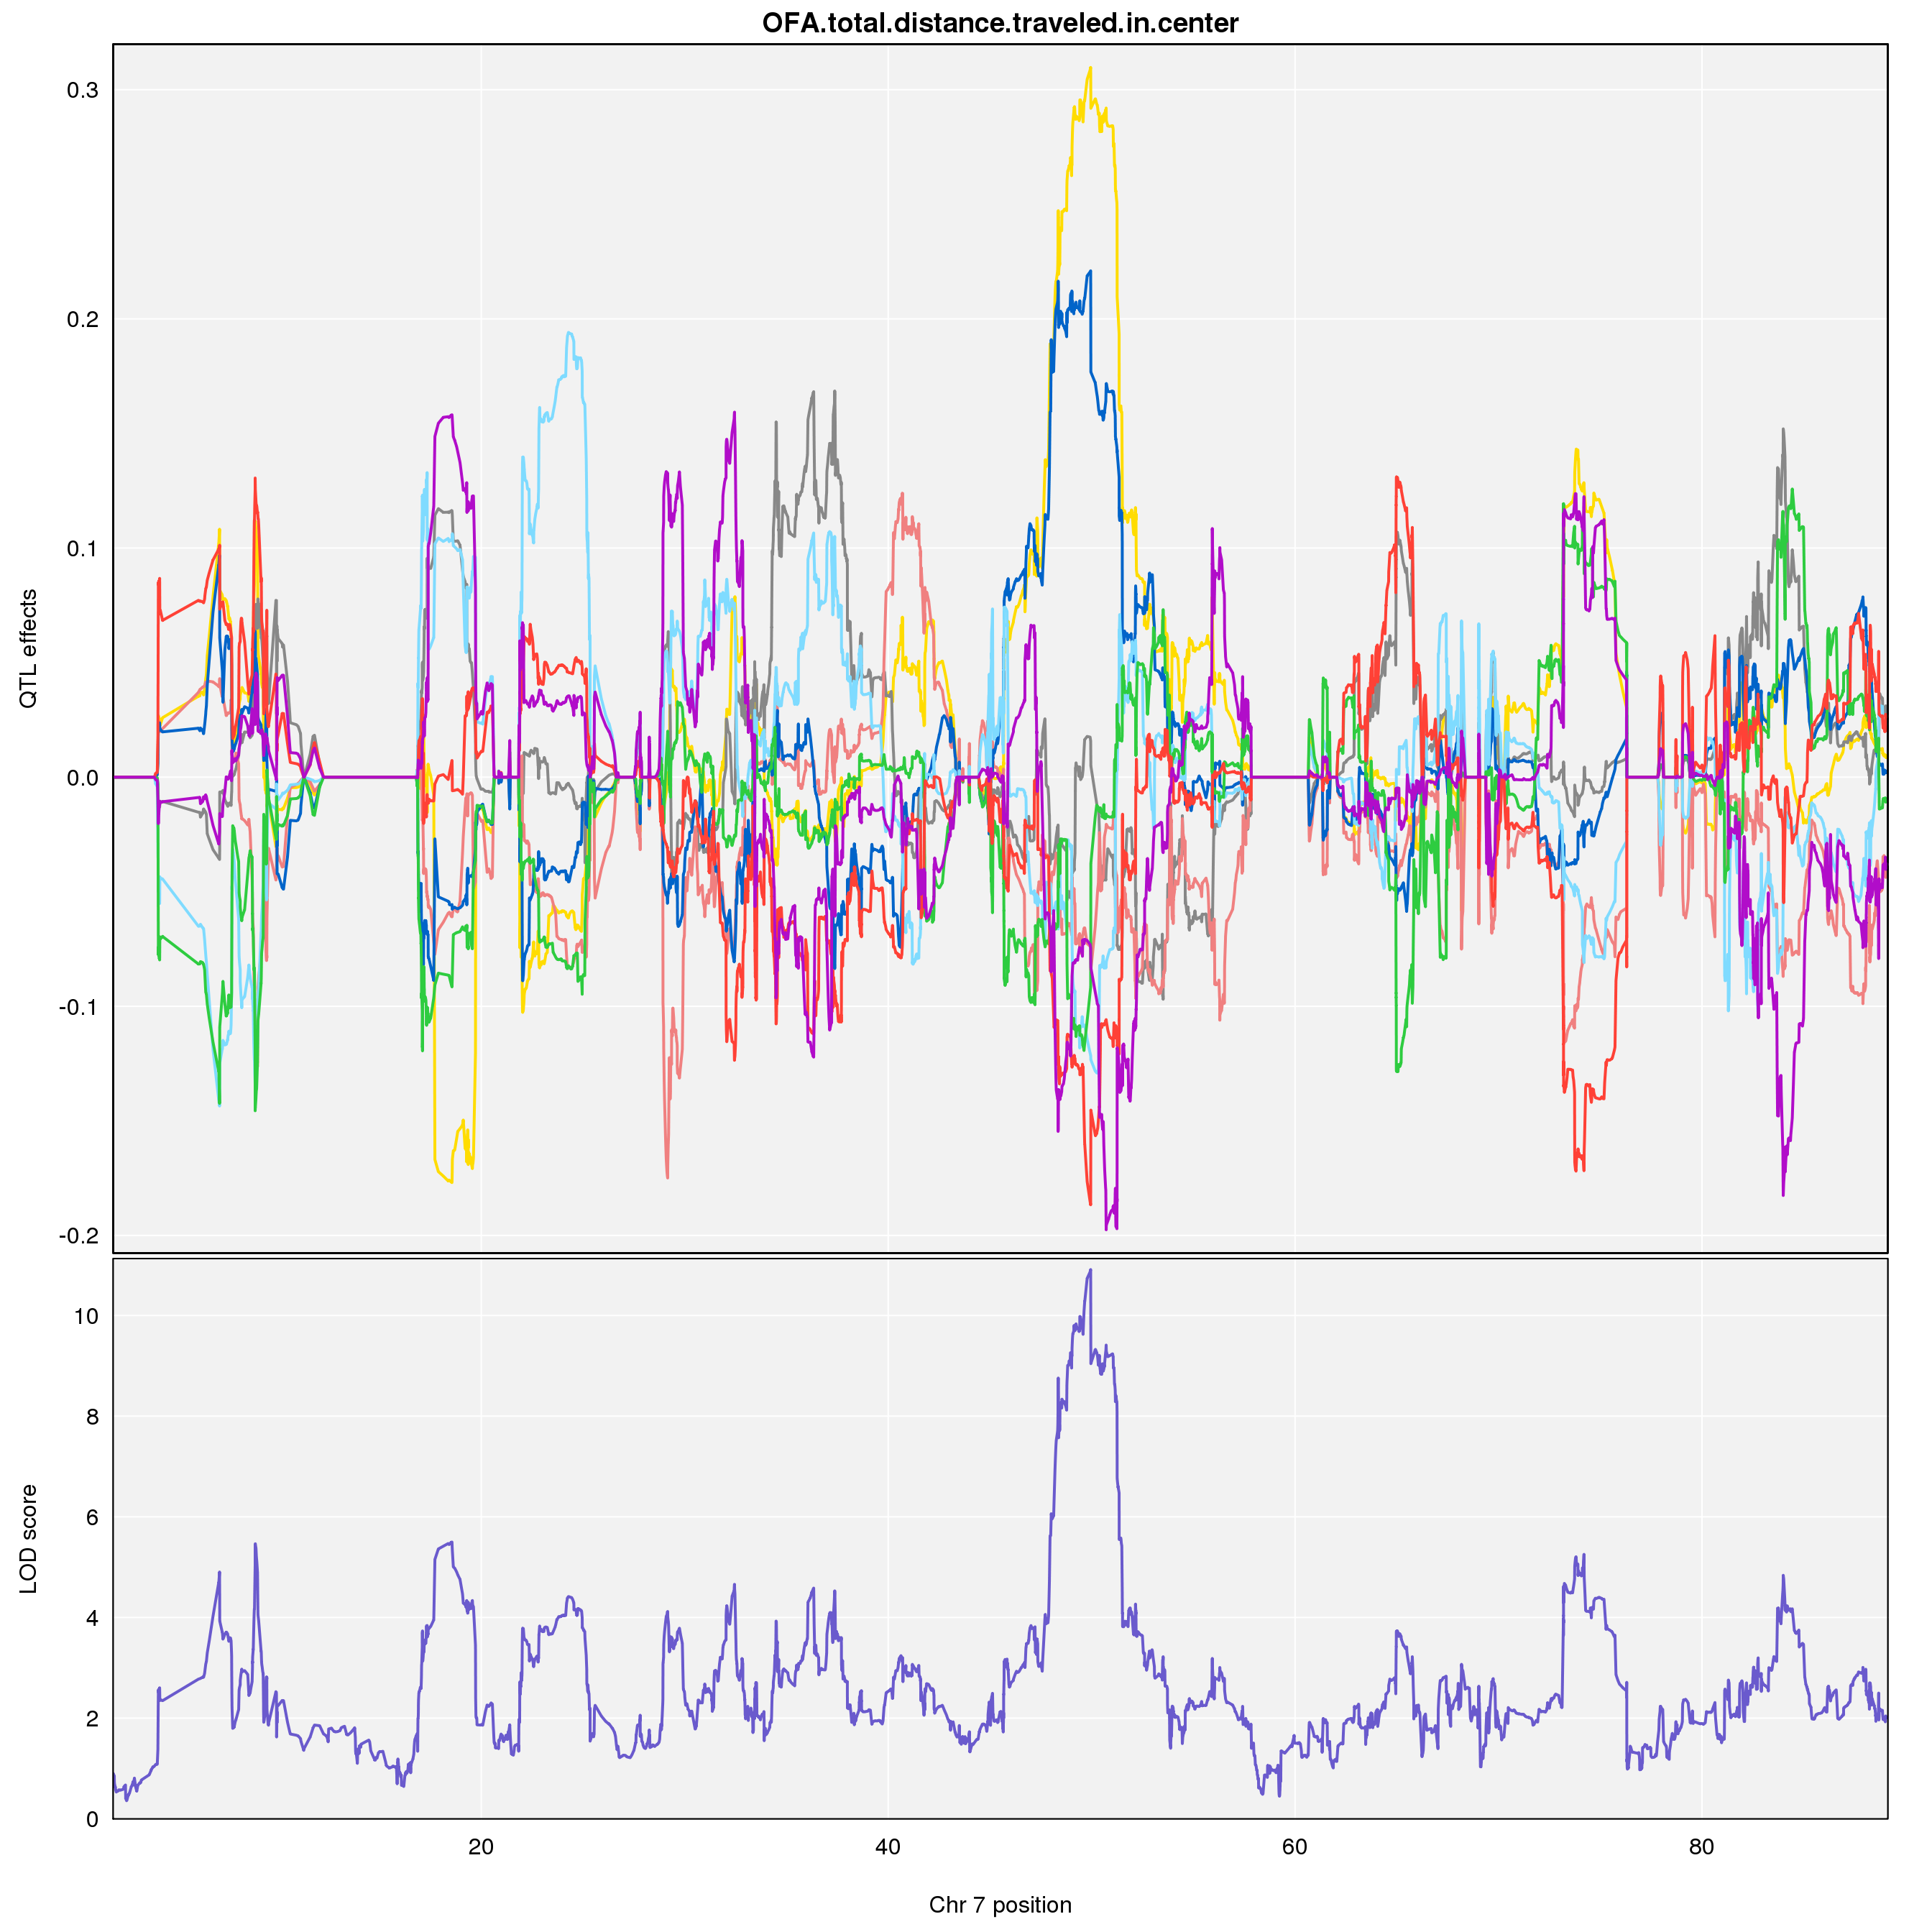 OFA.total.distance.traveled.in.center
0.3
0.2
0.1
0.0
-0.1
-0.2
QTL effects
10
8
6
4
2
0
LOD score
20 40 60 80
Chr 7 position